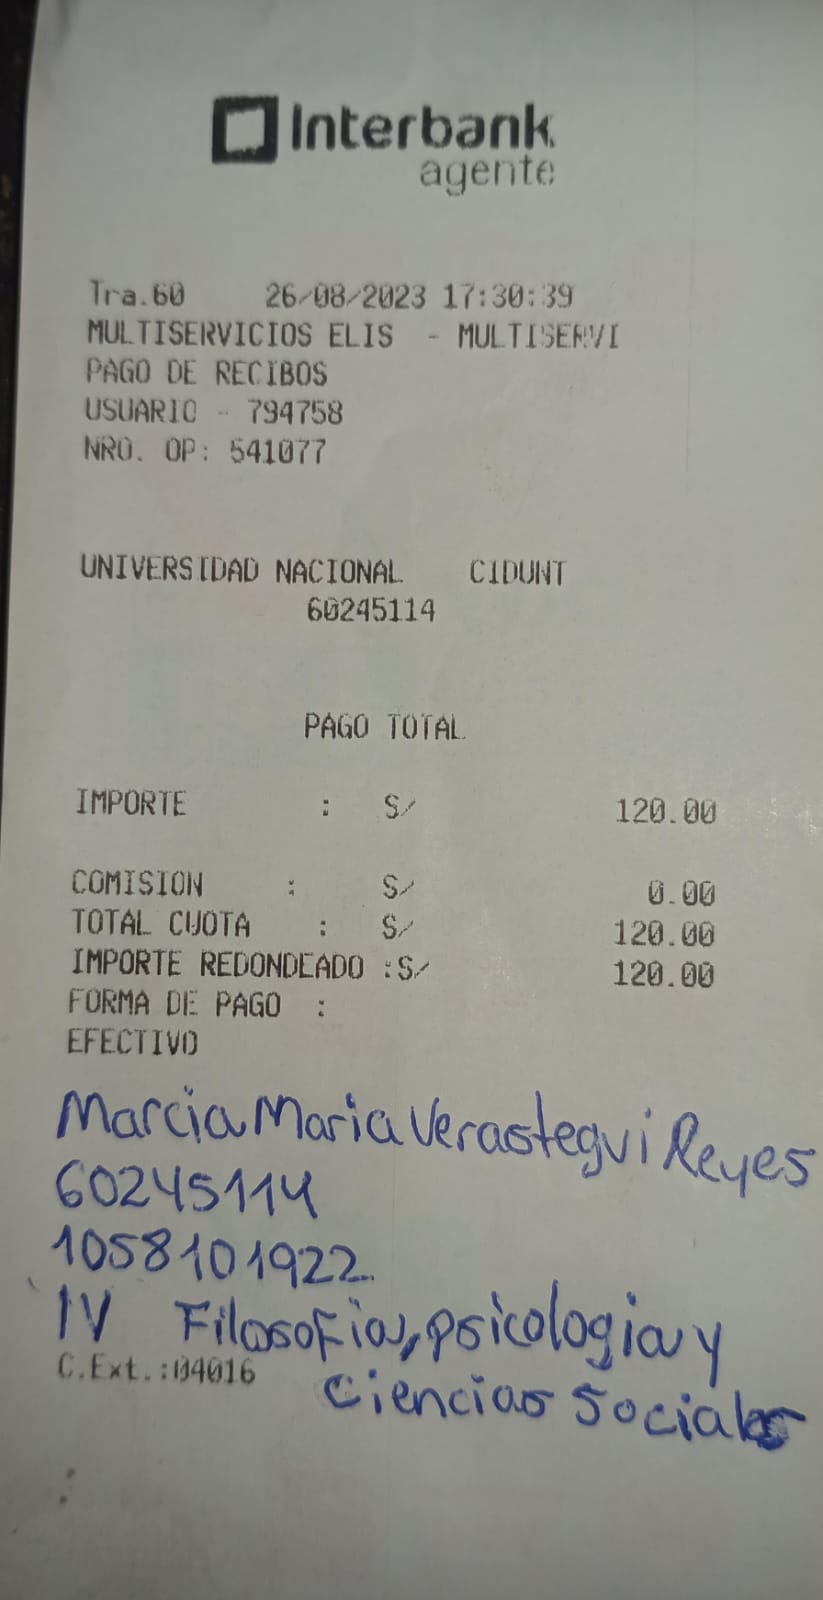 Interbank
agente
Tra.60 26/08/2023 17:30:39
MULTISERVICIOS ELIS - MULTISERVI
PAGO DE RECIBOS
USUARIO - 794758
NRO. OP: 541077
UNIVERSIDAD NACIONAL CIDUNT
60245114
PAGO TOTAL
IMPORTE : S/ 120.00
COMISION : S/ 0.00
TOTAL CUOTA : S/ 120.00
IMPORTE REDONDEADO :S/ 120.00
FORMA DE PAGO :
EFECTIVO
Marcia Maria Verastegui Reyes
60245114
1058101922
IV Filosofia, psicologia y
Ciencias Sociales
C.Ext.:04016